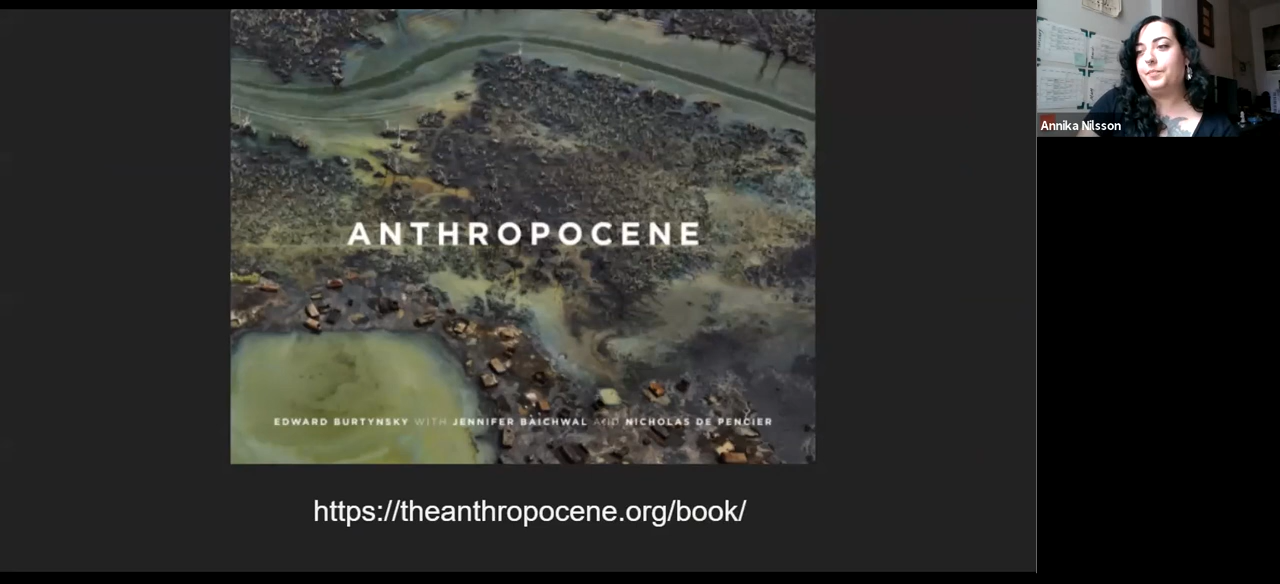 ANTHROPOCENE
EDWARD BURTYNSKY WITH JENNIFER BAICHWAL AND NICHOLAS DE PENCIER
https://theanthropocene.org/book/
Annika Nilsson